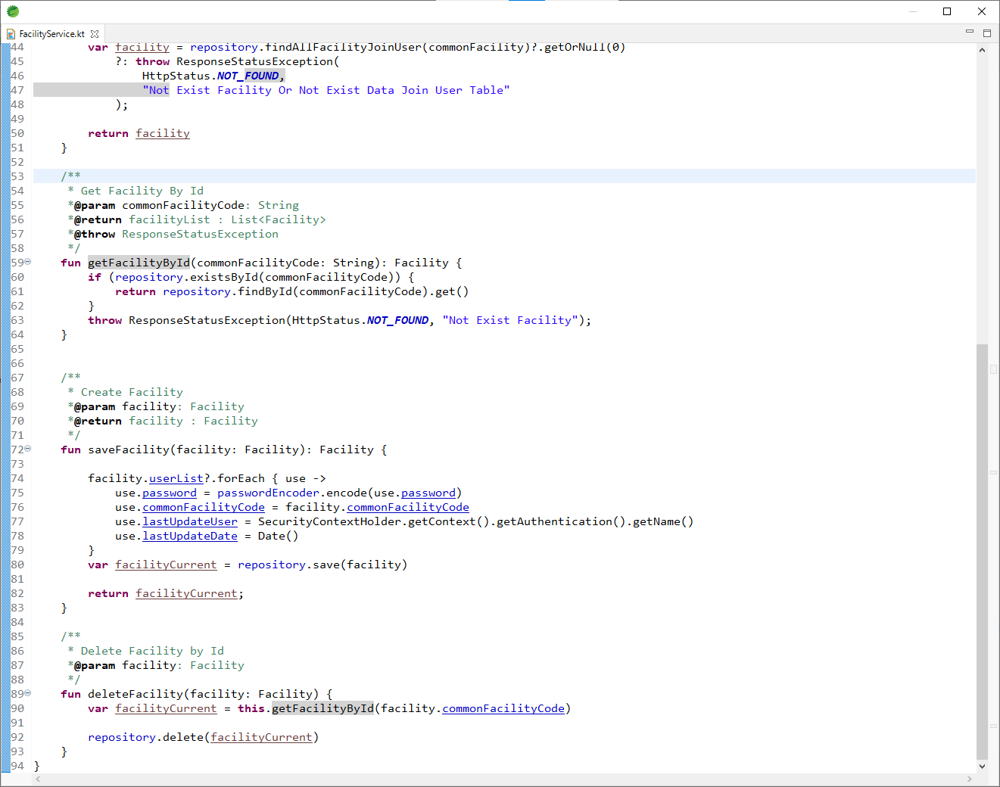 FacilityService.kt
44         var facility = repository.findAllFacilityJoinUser(commonFacility)?.getOrNull(0)
45             ?: throw ResponseStatusException(
46                 HttpStatus.NOT_FOUND,
47                 "Not Exist Facility Or Not Exist Data Join User Table"
48             );
49
50         return facility
51     }
52
53     /**
54      * Get Facility By Id
55      *@param commonFacilityCode: String
56      *@return facilityList : List<Facility>
57      *@throw ResponseStatusException
58      */
59     fun getFacilityById(commonFacilityCode: String): Facility {
60         if (repository.existsById(commonFacilityCode)) {
61             return repository.findById(commonFacilityCode).get()
62         }
63         throw ResponseStatusException(HttpStatus.NOT_FOUND, "Not Exist Facility");
64     }
65
66
67     /**
68      * Create Facility
69      *@param facility: Facility
70      *@return facility : Facility
71      */
72     fun saveFacility(facility: Facility): Facility {
73
74         facility.userList?.forEach { use ->
75             use.password = passwordEncoder.encode(use.password)
76             use.commonFacilityCode = facility.commonFacilityCode
77             use.lastUpdateUser = SecurityContextHolder.getContext().getAuthentication().getName()
78             use.lastUpdateDate = Date()
79         }
80         var facilityCurrent = repository.save(facility)
81
82         return facilityCurrent;
83     }
84
85     /**
86      * Delete Facility by Id
87      *@param facility: Facility
88      */
89     fun deleteFacility(facility: Facility) {
90         var facilityCurrent = this.getFacilityById(facility.commonFacilityCode)
91
92         repository.delete(facilityCurrent)
93     }
94 }